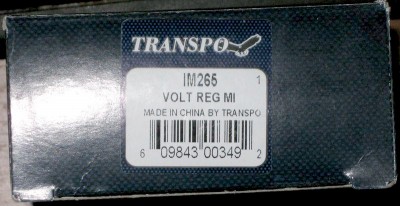 TRANSPO
IM265 1
VOLT REG MI
MADE IN CHINA BY TRANSPO
6 09843 00349 2